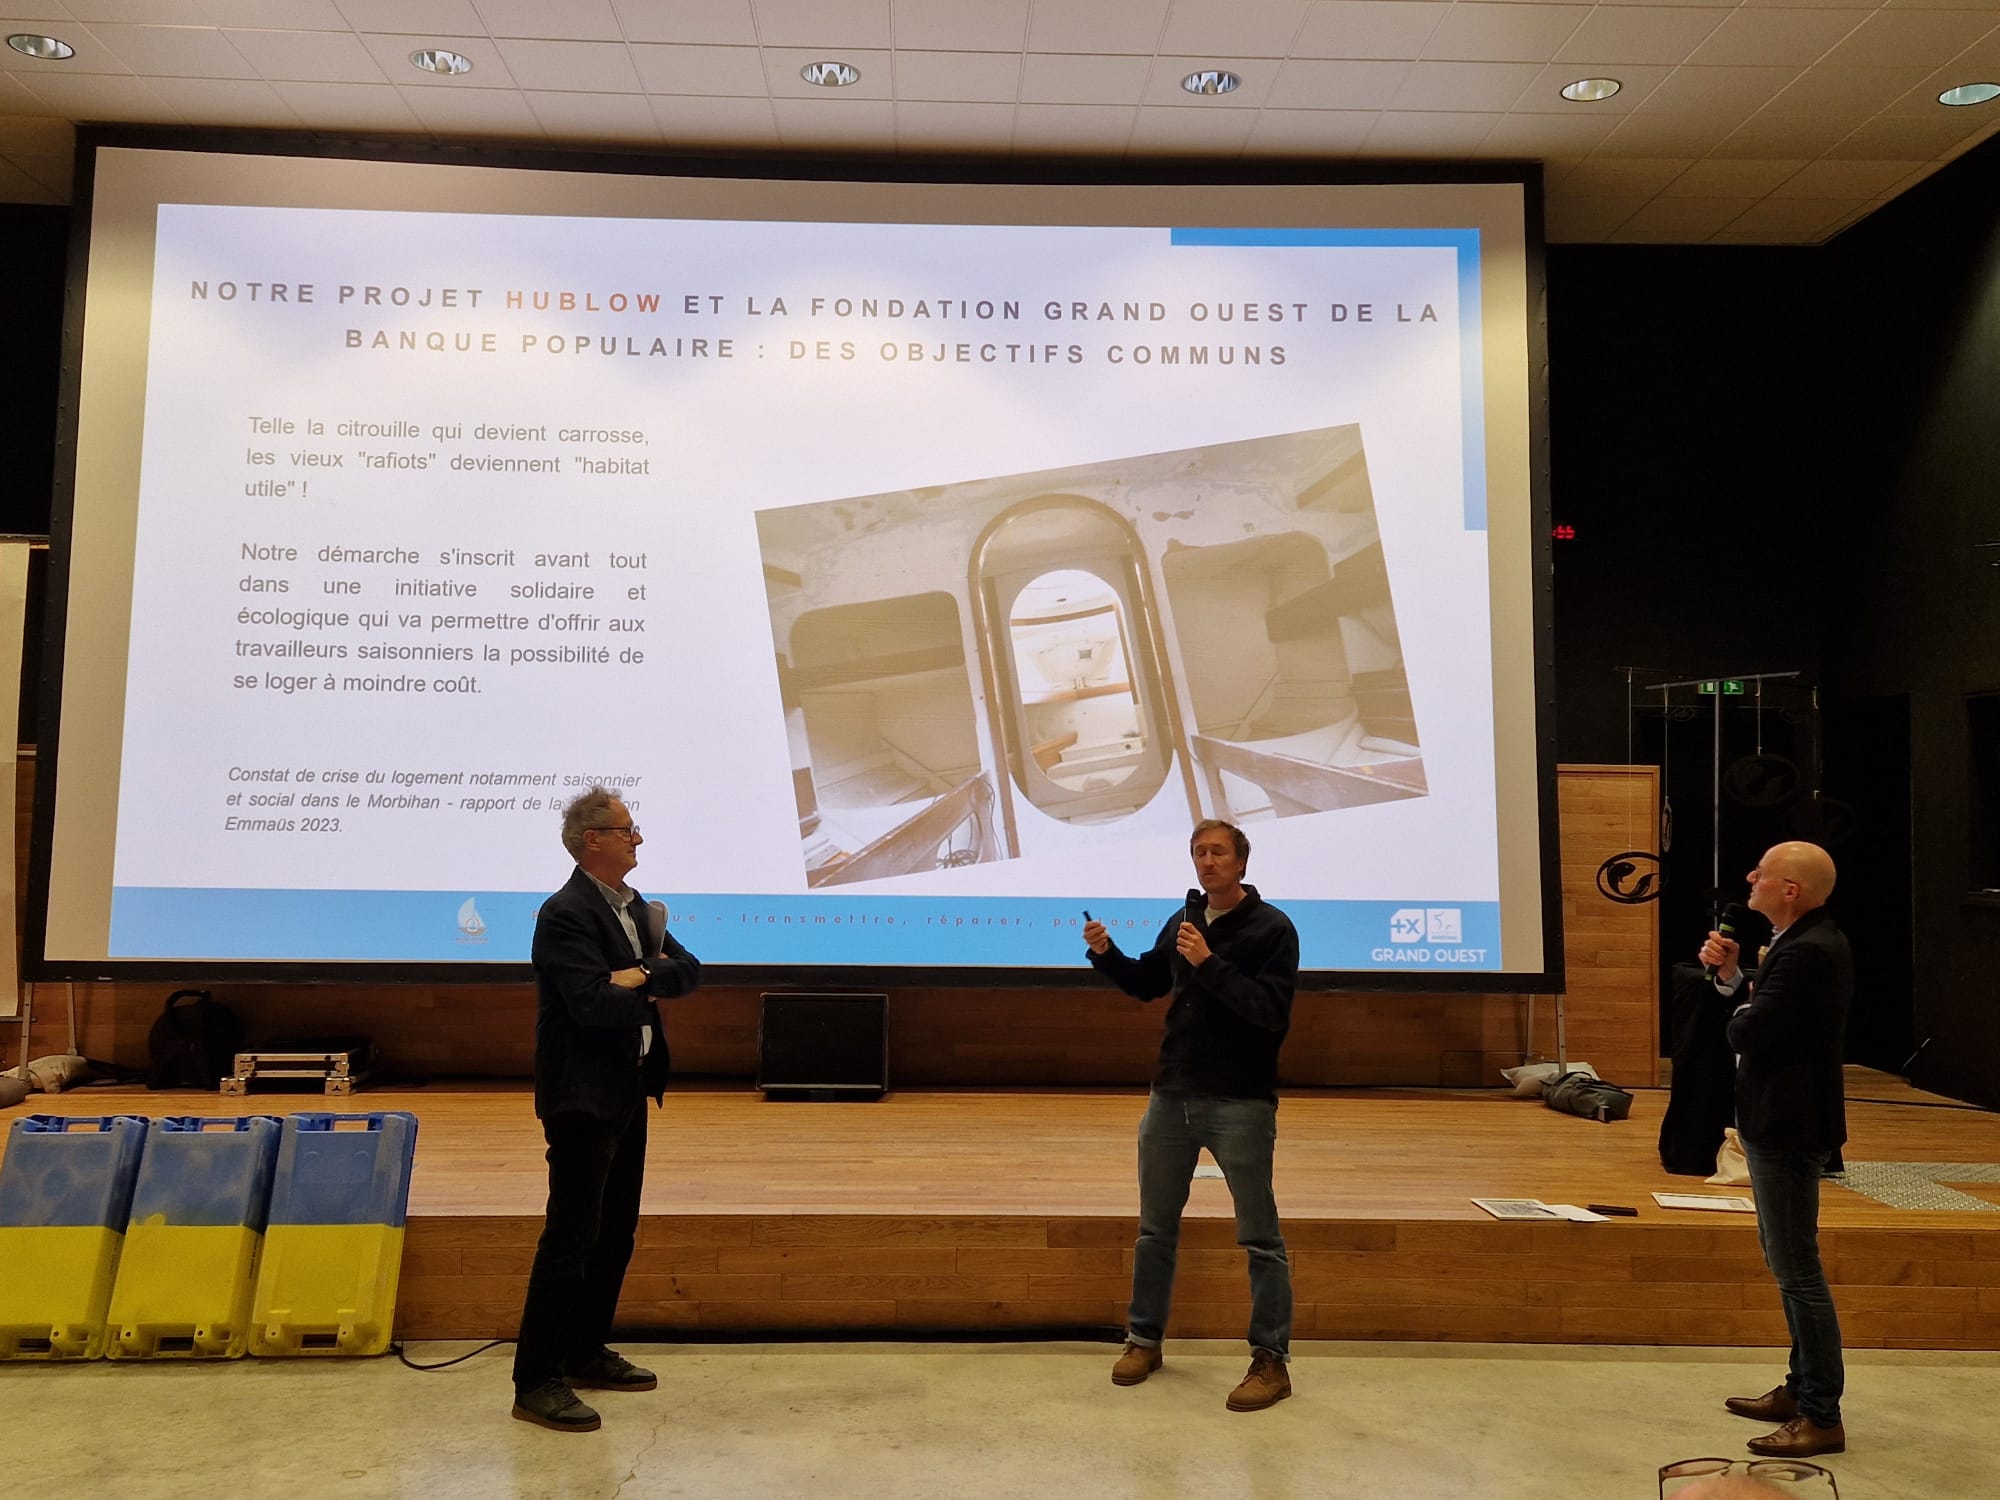 NOTRE PROJET HUBLOW ET LA FONDATION GRAND OUEST DE LA
BANQUE POPULAIRE : DES OBJECTIFS COMMUNS
Telle la citrouille qui devient carrosse,
les vieux "rafiots" deviennent "habitat
utile" !
Notre démarche s'inscrit avant tout
dans une initiative solidaire et
écologique qui va permettre d'offrir aux
travailleurs saisonniers la possibilité de
se loger à moindre coût.
Constat de crise du logement notamment saisonnier
et social dans le Morbihan - rapport de la
Emmaüs 2023.
- Transmettre, réparer,
GRAND OUEST